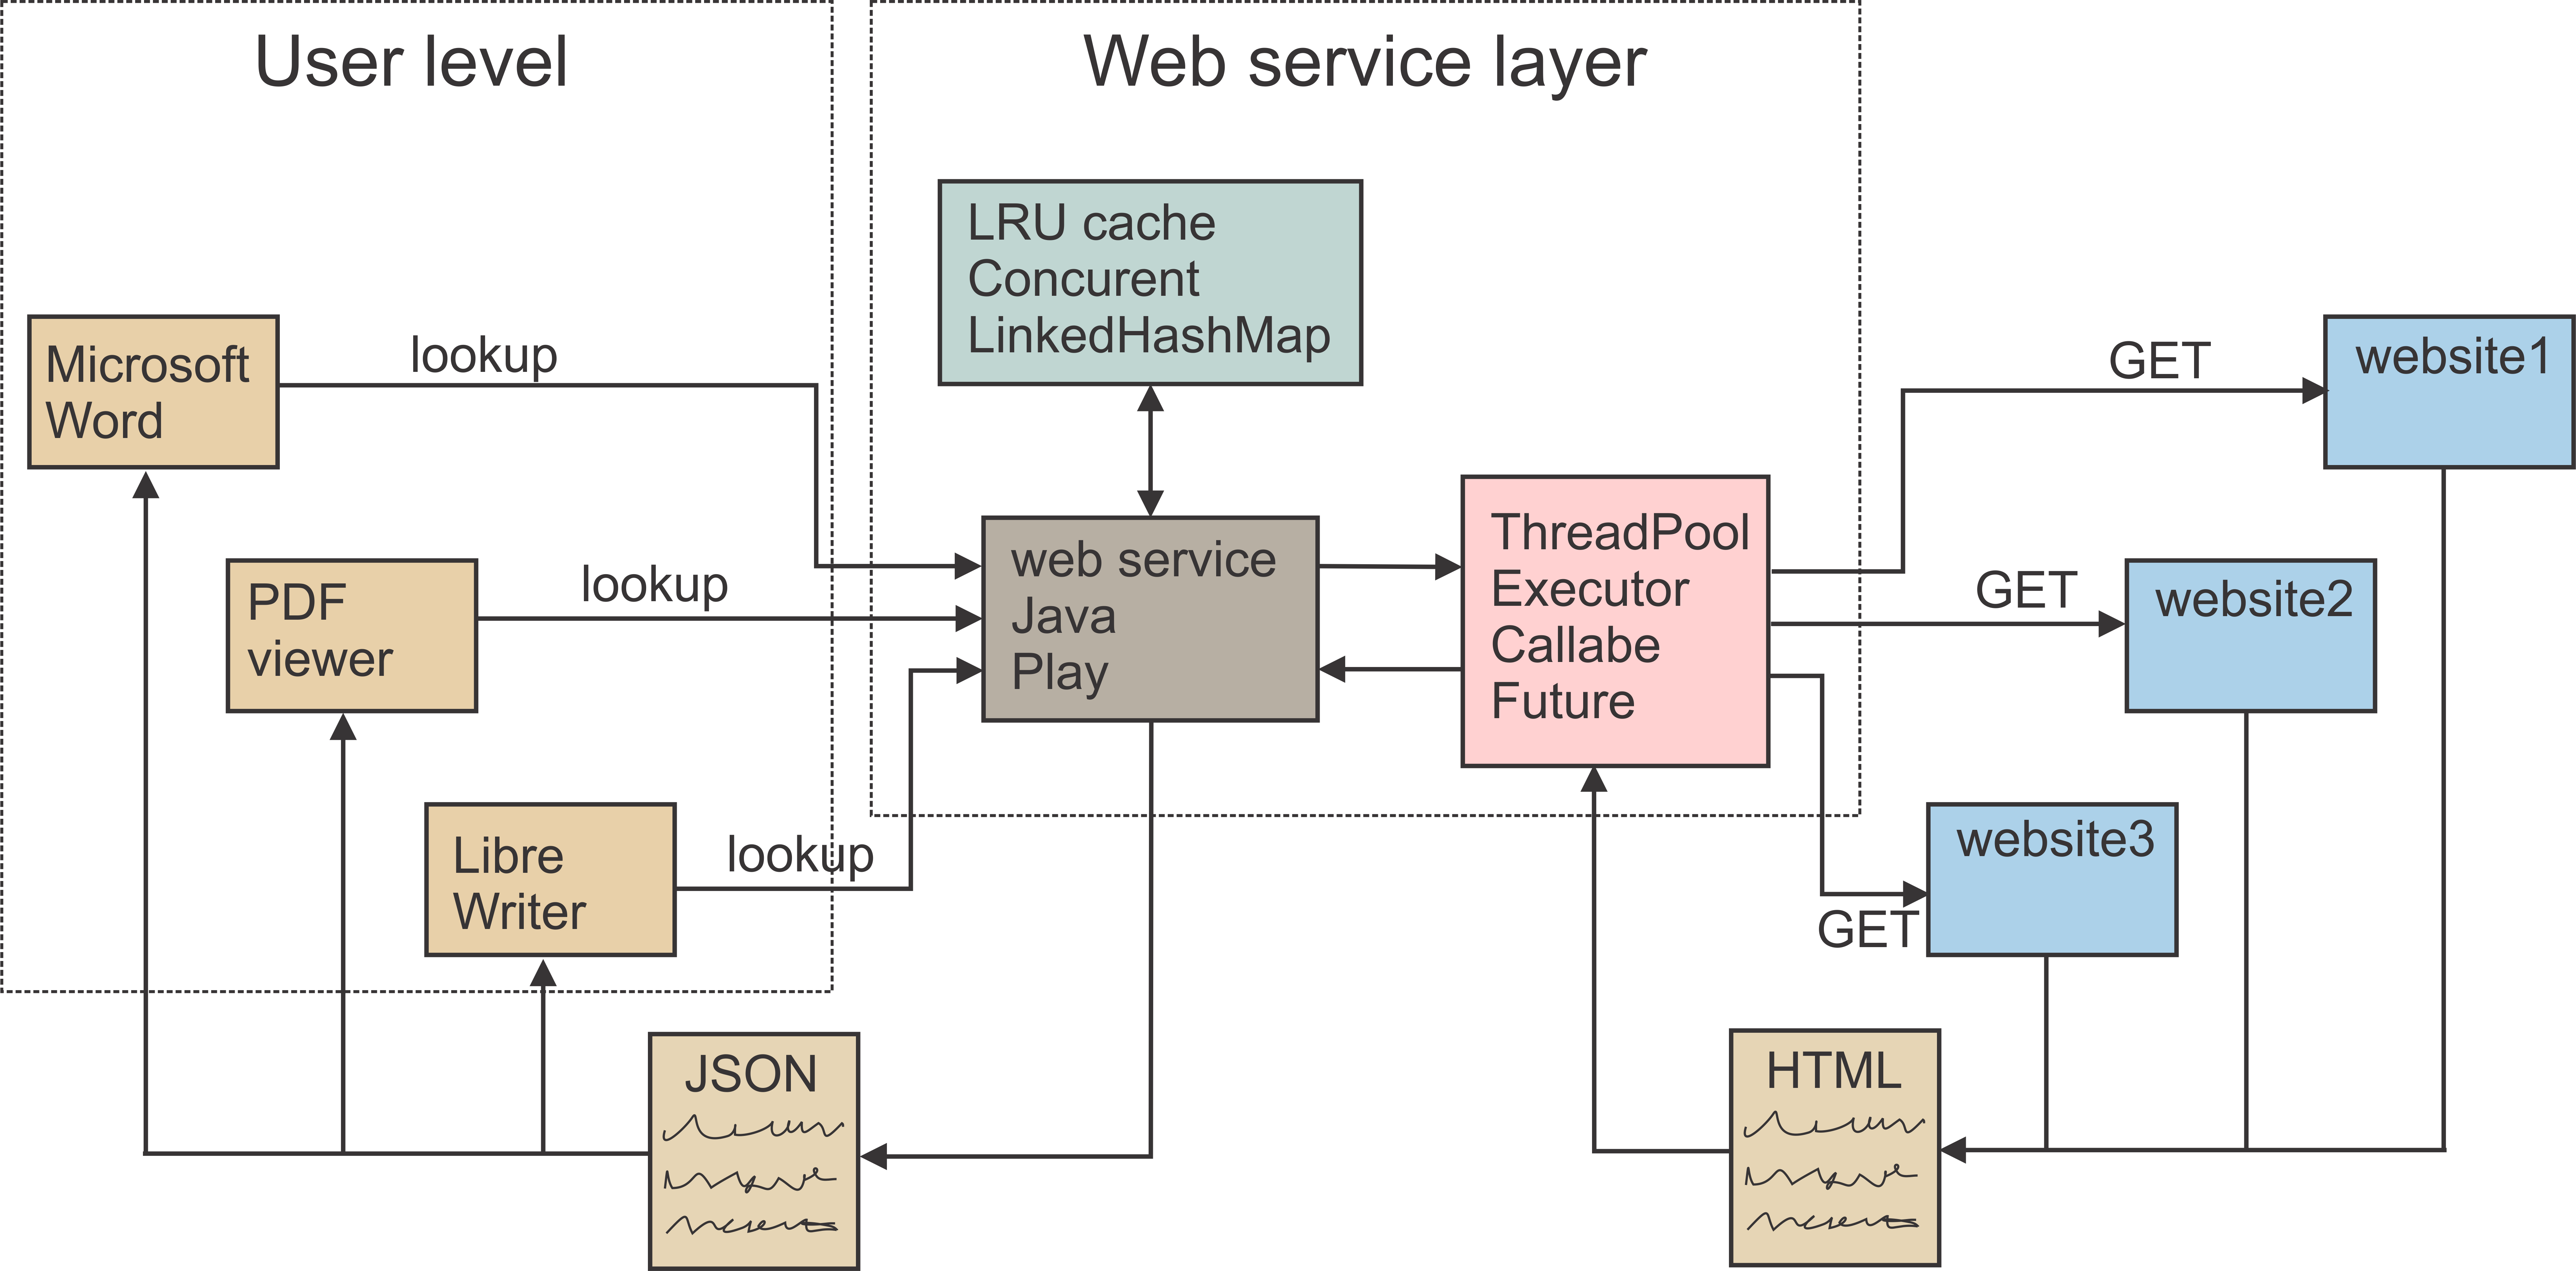 User level
Web service layer
LRU cache
Concurent
LinkedHashMap
Microsoft
Word
lookup
GET
website1
PDF
viewer
lookup
web service
Java
Play
ThreadPool
Executor
Callabe
Future
GET
website2
Libre
Writer
lookup
GET
website3
JSON
HTML